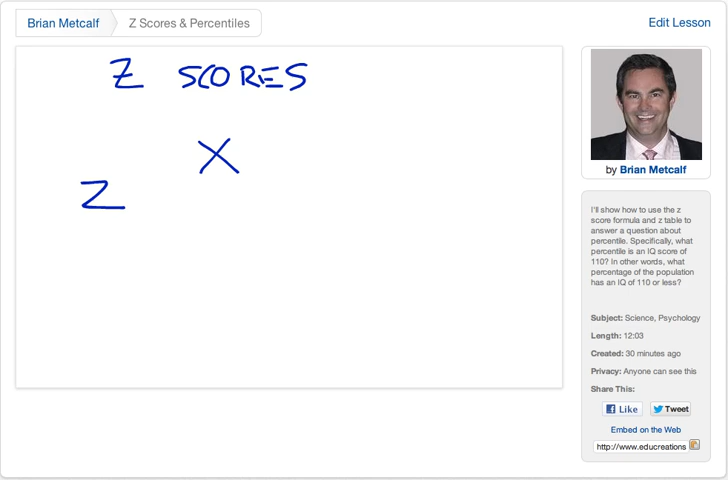 Brian Metcalf
Z Scores & Percentiles
Edit Lesson
Z SCORES
X
Z
by Brian Metcalf
I'll show how to use the z
score formula and z table to
answer a question about
percentile. Specifically, what
percentile is an IQ score of
110? In other words, what
percentage of the population
has an IQ of 110 or less?
Subject: Science, Psychology
Length: 12:03
Created: 30 minutes ago
Privacy: Anyone can see this
Share This:
Like
Tweet
Embed on the Web
http://www.educreations